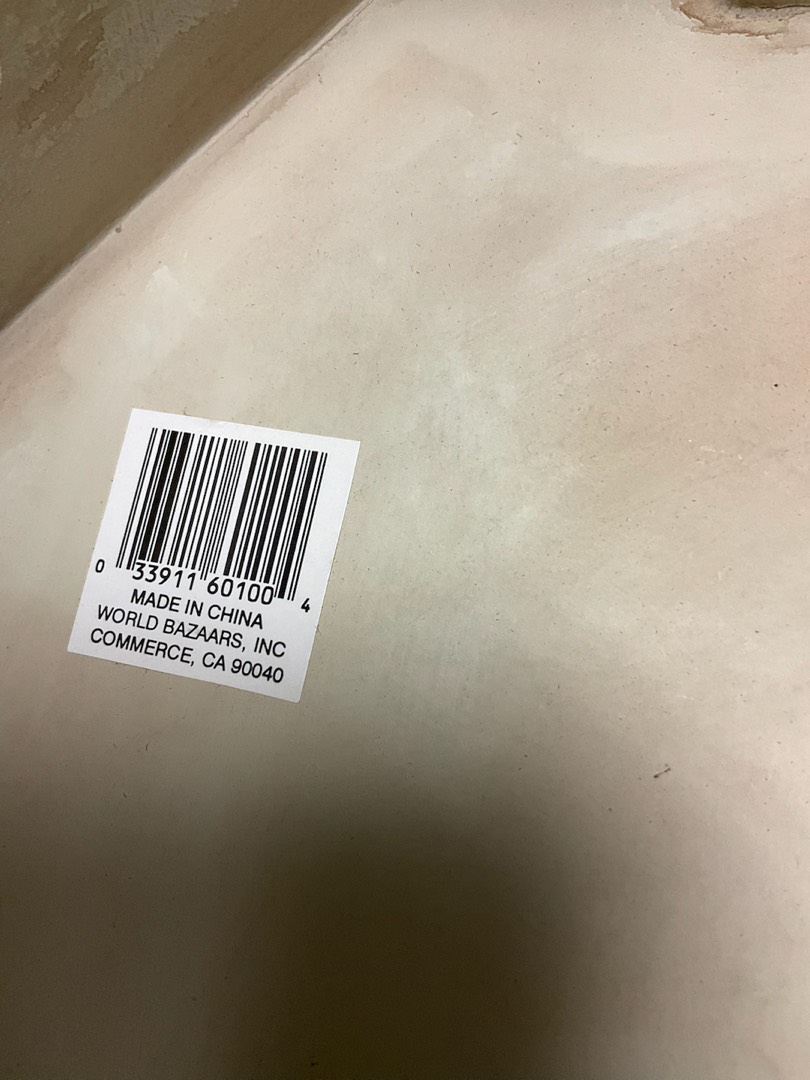 0 33911 60100 4
MADE IN CHINA
WORLD BAZAARS, INC
COMMERCE, CA 90040